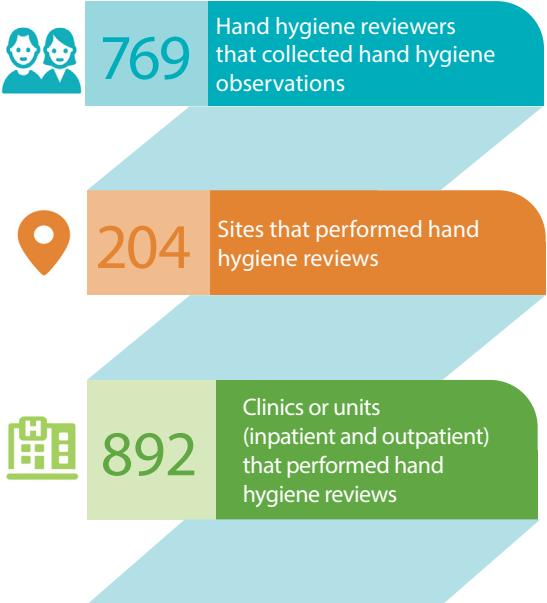 769
Hand hygiene reviewers
that collected hand hygiene
observations
204
Sites that performed hand
hygiene reviews
H
892
Clinics or units
(inpatient and outpatient)
that performed hand
hygiene reviews